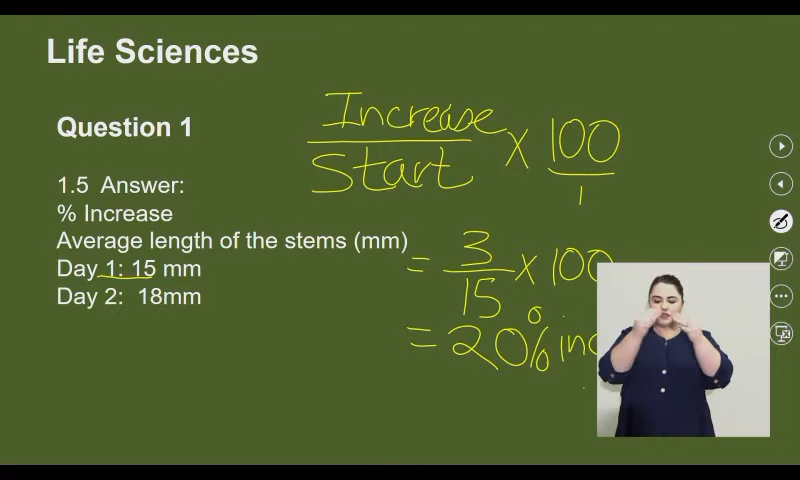 Life Sciences
Question 1
1.5 Answer:
% Increase
Average length of the stems (mm)
Day 1: 15 mm
Day 2: 18mm
Increase
Start
× 100
1
= 3
15
× 100
= 20% inc